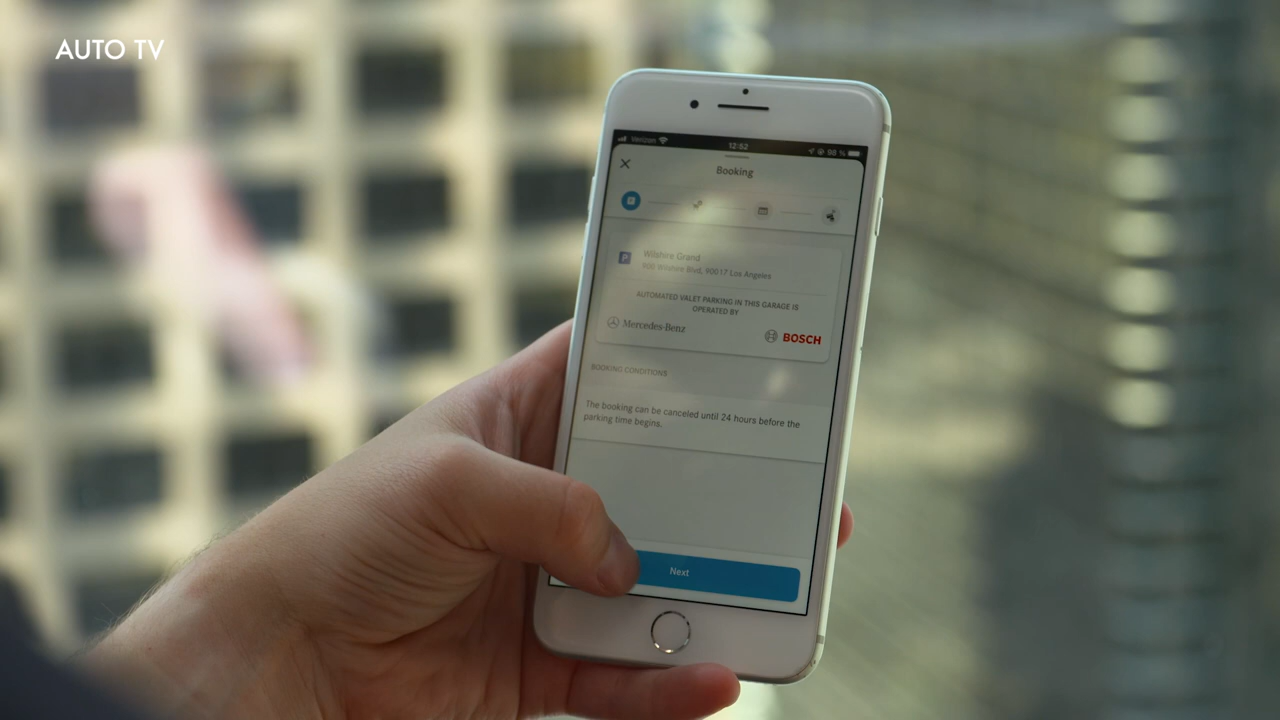 AUTO TV
Verizon 12:52 98 %
Booking
P Wilshire Grand
900 Wilshire Blvd, 90017 Los Angeles
AUTOMATED VALET PARKING IN THIS GARAGE IS
OPERATED BY
Mercedes-Benz BOSCH
BOOKING CONDITIONS
The booking can be canceled until 24 hours before the
parking time begins.
Next